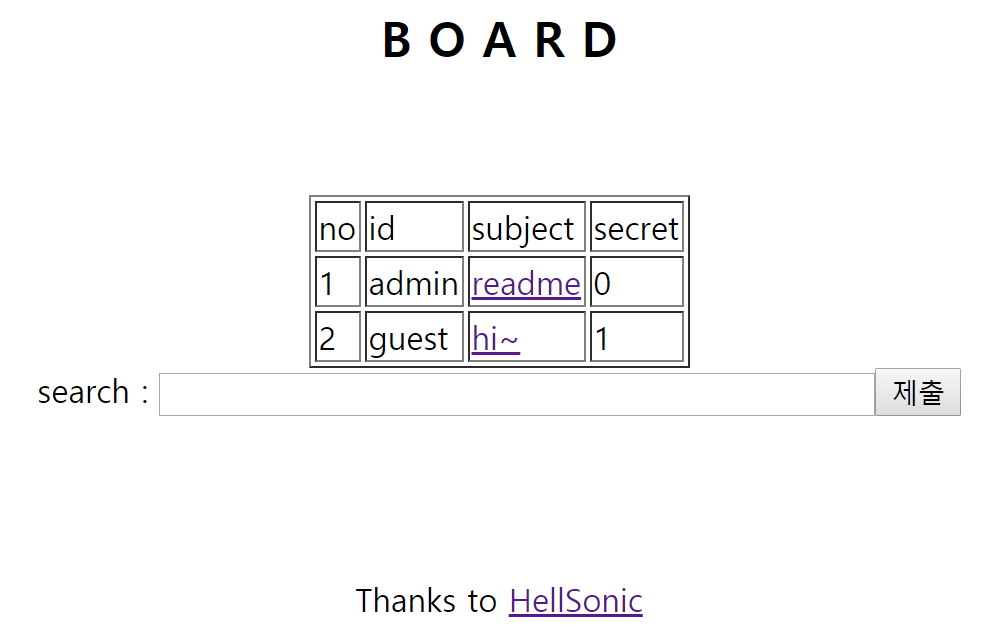 B O A R D
no id subject secret
1 admin readme 0
2 guest hi~ 1
search : 제출
Thanks to HellSonic